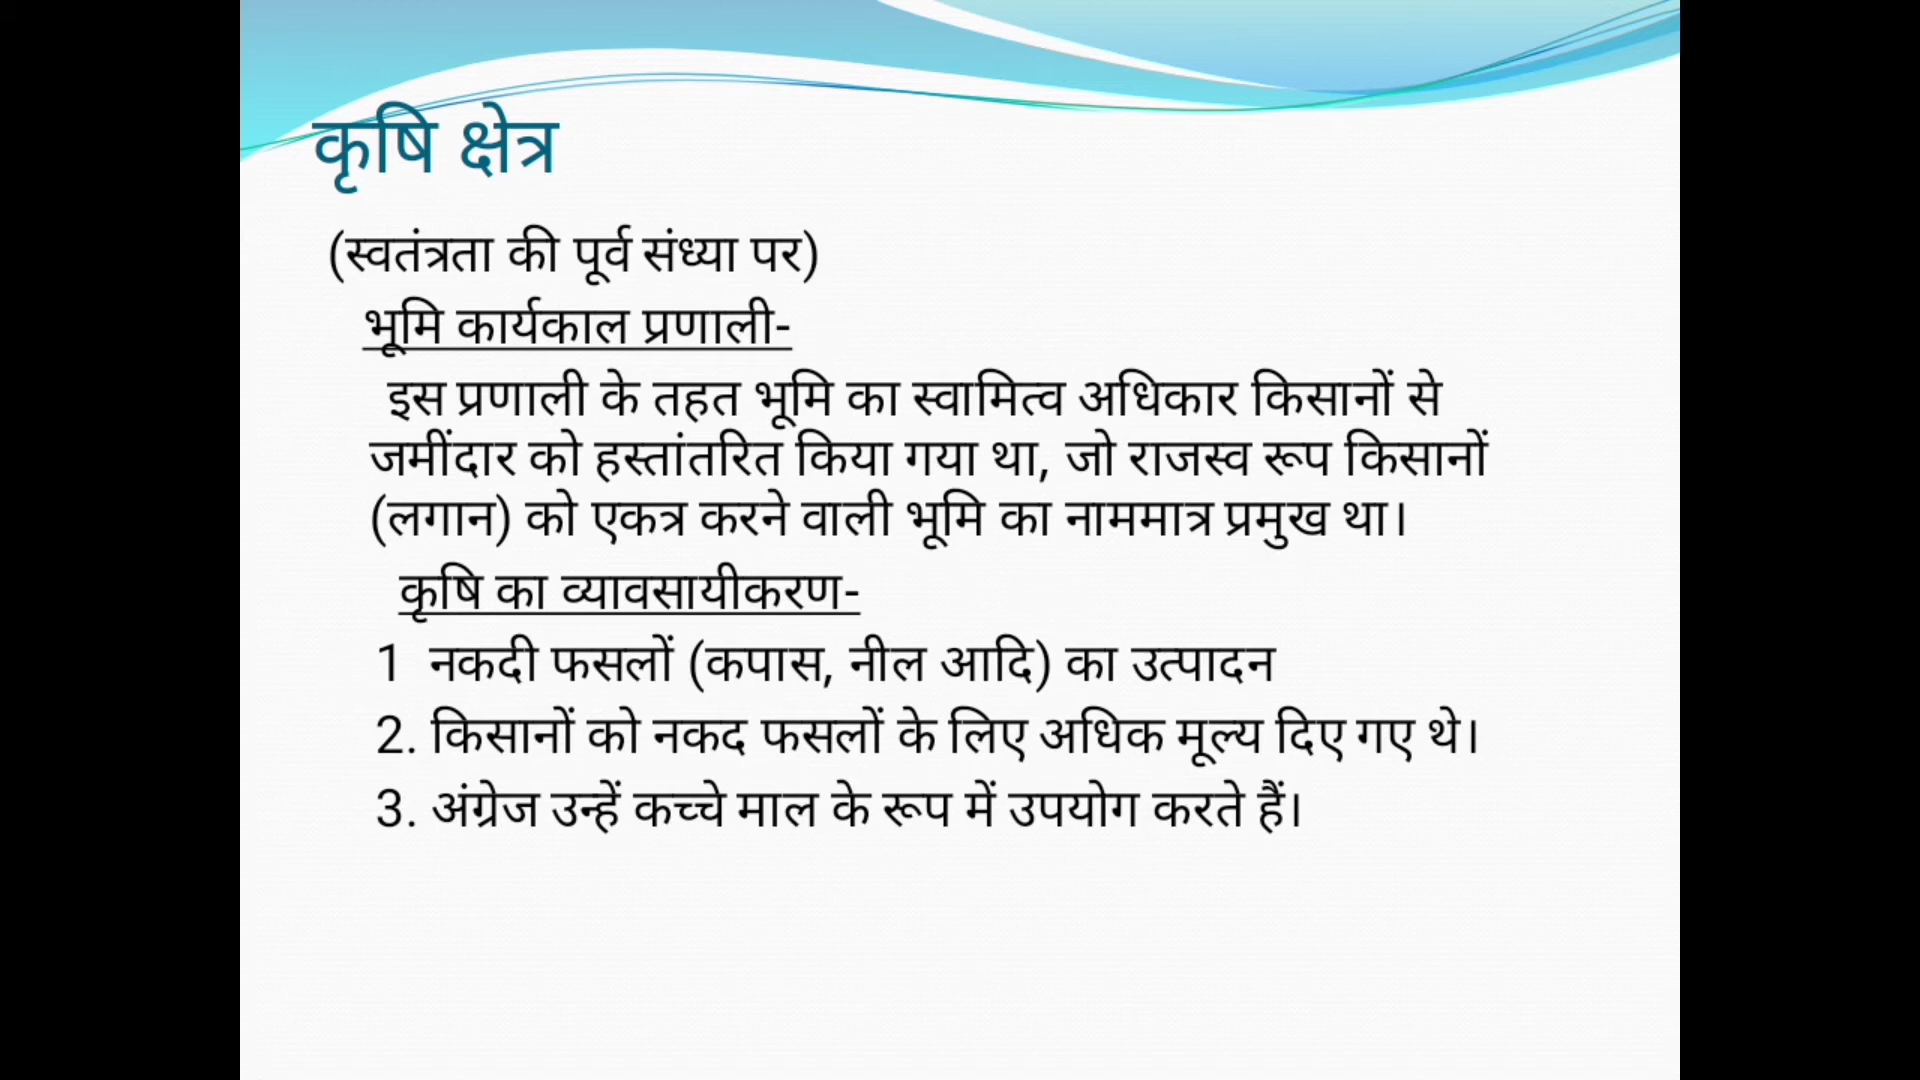 कृषि क्षेत्र
(स्वतंत्रता की पूर्व संध्या पर)
भूमि कार्यकाल प्रणाली-
इस प्रणाली के तहत भूमि का स्वामित्व अधिकार किसानों से
जमींदार को हस्तांतरित किया गया था, जो राजस्व रूप किसानों
(लगान) को एकत्र करने वाली भूमि का नाममात्र प्रमुख था।
कृषि का व्यावसायीकरण-
1 नकदी फसलों (कपास, नील आदि) का उत्पादन
2. किसानों को नकद फसलों के लिए अधिक मूल्य दिए गए थे।
3. अंग्रेज उन्हें कच्चे माल के रूप में उपयोग करते हैं।